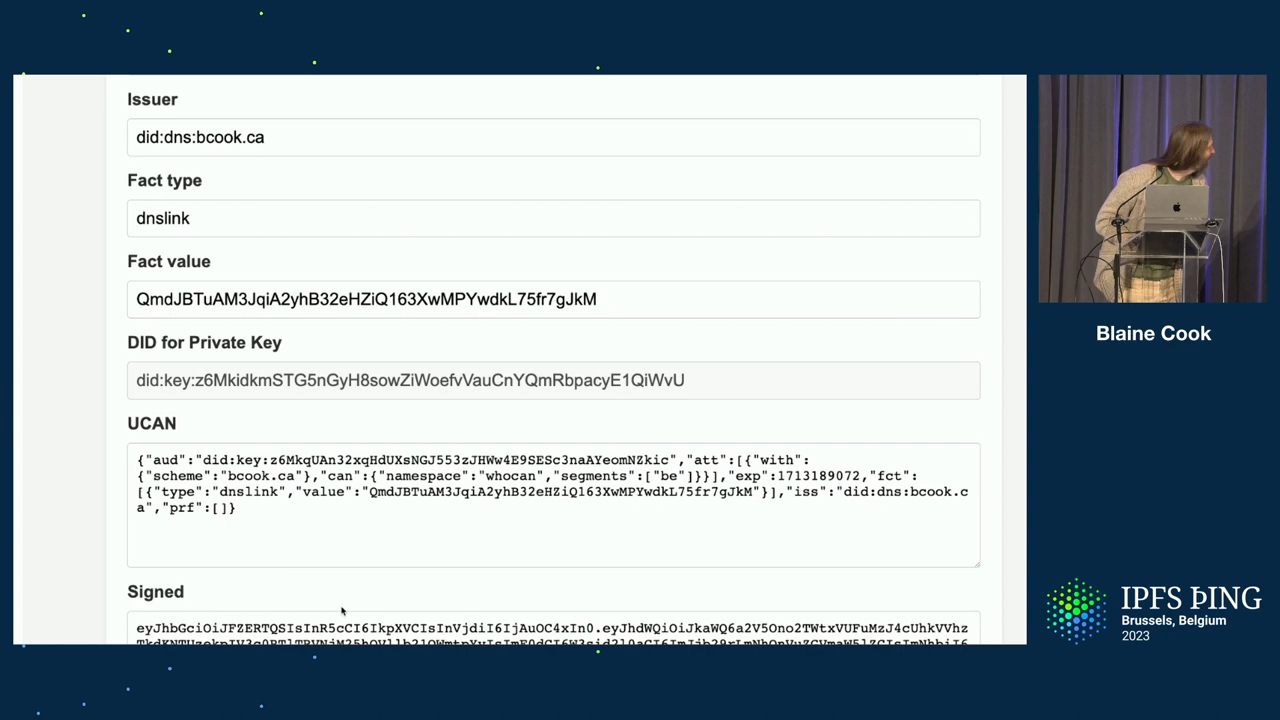 Issuer
did:dns:bcook.ca
Fact type
dnslink
Fact value
QmdJBTuAM3JqiA2yhB32eHZiQ163XwMPYwdkL75fr7gJkM
DID for Private Key
did:key:z6MkidkmSTG5nGyH8sowZiWoefvVauCnYQmRbpacyE1QiWvU
UCAN
{"aud":"did:key:z6MkqUAn32xqHdUXsNGJ553zJHWw4E9SESc3naAYeomNZkic","att":[{"with":
{"scheme":"bcook.ca"},"can":{"namespace":"whocan","segments":["be"]}}],"exp":1713189072,"fct":
[{"type":"dnslink","value":"QmdJBTuAM3JqiA2yhB32eHZiQ163XwMPYwdkL75fr7gJkM"}],"iss":"did:dns:bcook.c
a","prf":[]}
Signed
eyJhbGciOiJFZERTQSIsInR5cCI6IkpXVCIsInVjdiI6IjAuOC4xIn0.eyJhdWQiOiJkaWQ6a2V5Ono2TWtxVUFuMzJ4cUhkVVhz
Blaine Cook
IPFS ÞING
Brussels, Belgium
2023